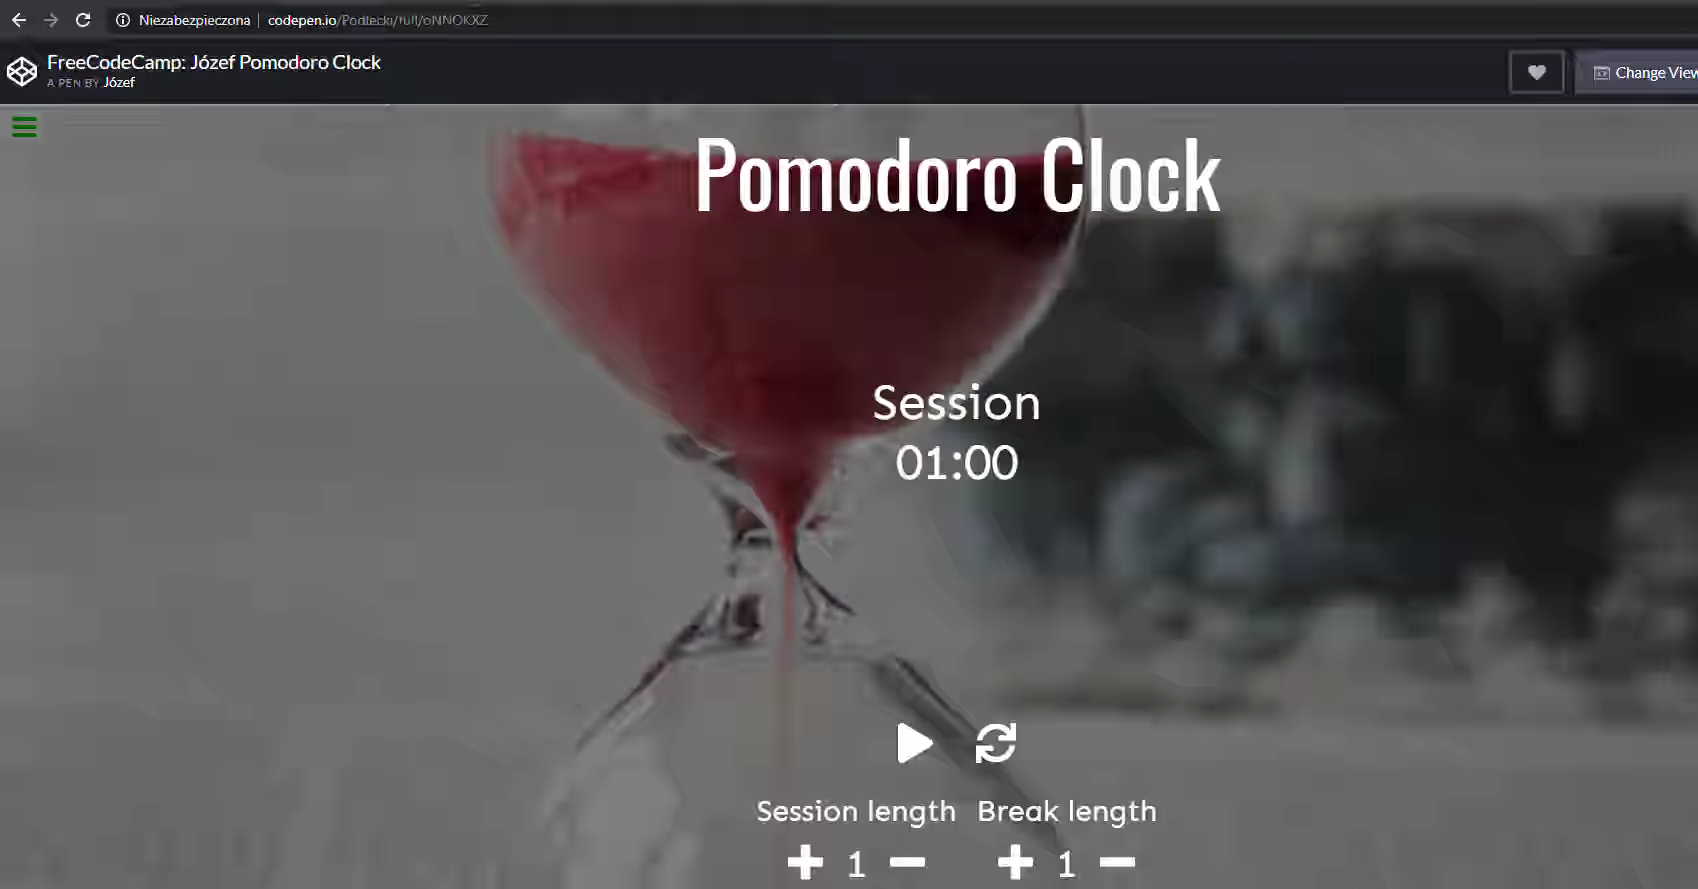 Niezabezpieczona | codepen.io/Podlecki/full/oNNOKXZ
FreeCodeCamp: Józef Pomodoro Clock
A PEN BY Józef
Change View
Pomodoro Clock
Session
01:00
Session length Break length
1 1